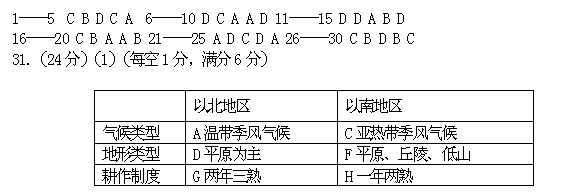 1——5 C B D C A 6——10 D C A A D 11——15 D D A B D
16——20 C B A A B 21——25 A D C D A 26——30 C B D B C
31.（24分）（1）（每空1分，满分6分）
以北地区 以南地区
气候类型 A温带季风气候 C亚热带季风气候
地形类型 D平原为主 F平原、丘陵、低山
耕作制度 G两年三熟 H一年两熟